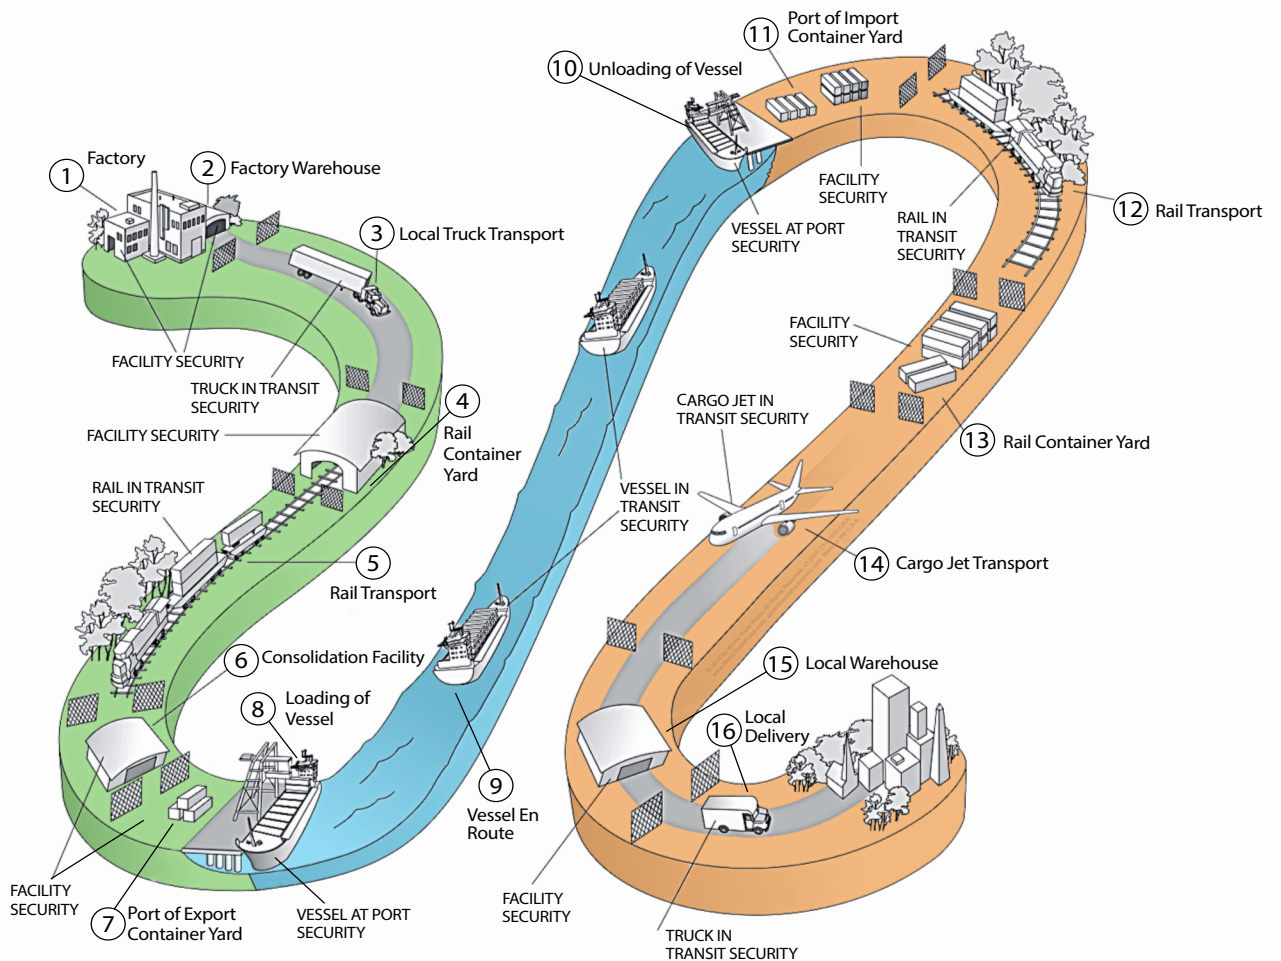 1
Factory
2
Factory Warehouse
3
Local Truck Transport
FACILITY SECURITY
TRUCK IN TRANSIT
SECURITY
FACILITY SECURITY
4
Rail
Container
Yard
RAIL IN TRANSIT
SECURITY
5
Rail Transport
6
Consolidation Facility
8
Loading of
Vessel
FACILITY
SECURITY
7
Port of Export
Container Yard
VESSEL AT PORT
SECURITY
9
Vessel En
Route
VESSEL IN
TRANSIT
SECURITY
10
Unloading of Vessel
11
Port of Import
Container Yard
VESSEL AT PORT
SECURITY
FACILITY
SECURITY
RAIL IN
TRANSIT
SECURITY
12
Rail Transport
FACILITY
SECURITY
13
Rail Container Yard
CARGO JET IN
TRANSIT SECURITY
14
Cargo Jet Transport
15
Local Warehouse
16
Local
Delivery
FACILITY
SECURITY
TRUCK IN
TRANSIT SECURITY